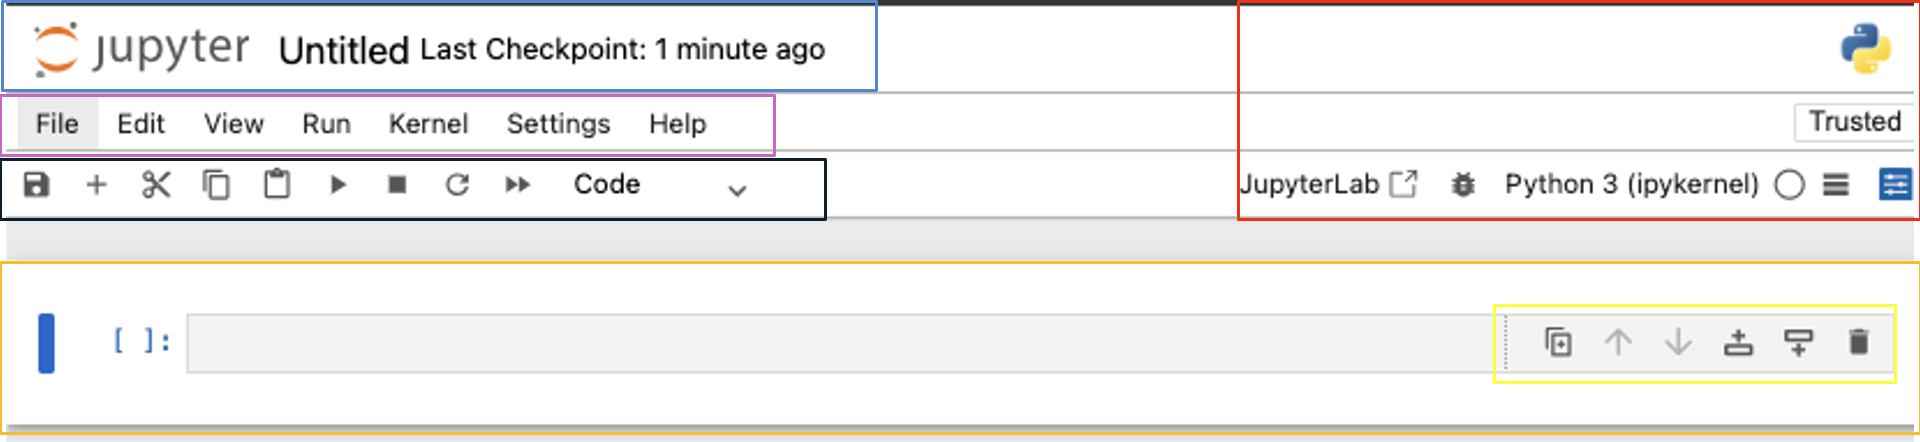 jupyter Untitled Last Checkpoint: 1 minute ago
File Edit View Run Kernel Settings Help Trusted
Code JupyterLab Python 3 (ipykernel)
[ ]: